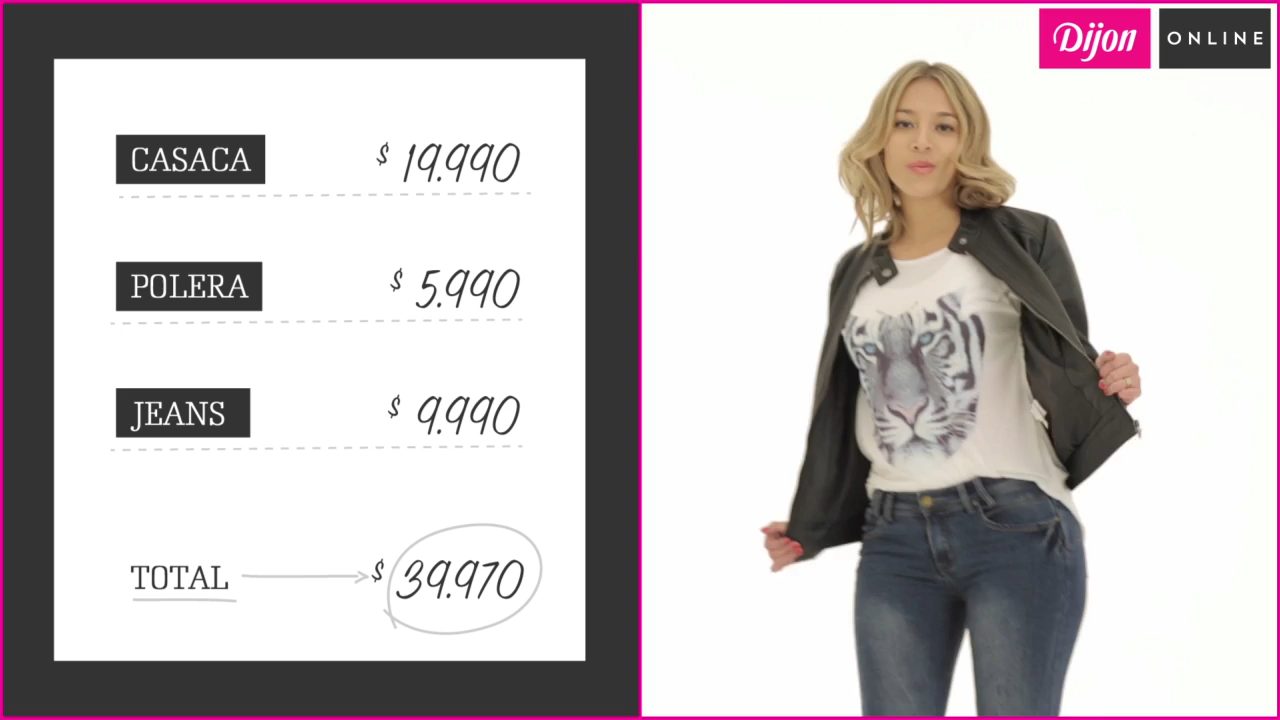 CASACA $ 19.990
POLERA $ 5.990
JEANS $ 9.990
TOTAL $ 39.970
Dijon ONLINE